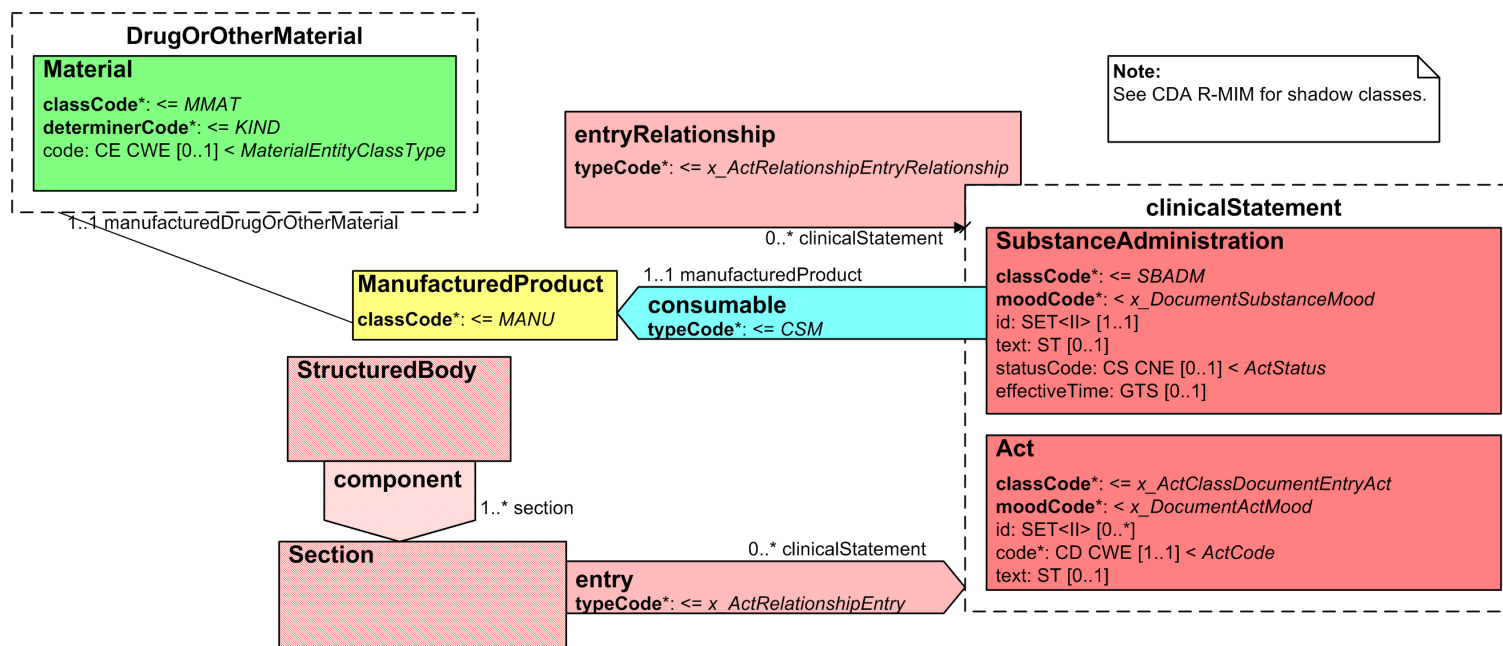 DrugOrOtherMaterial
Material
classCode*: <= MMAT
determinerCode*: <= KIND
code: CE CWE [0..1] < MaterialEntityClassType
1..1 manufacturedDrugOrOtherMaterial
Note:
See CDA R-MIM for shadow classes.
entryRelationship
typeCode*: <= x_ActRelationshipEntryRelationship
0..* clinicalStatement
clinicalStatement
SubstanceAdministration
classCode*: <= SBADM
moodCode*: < x_DocumentSubstanceMood
id: SET<II> [1..1]
text: ST [0..1]
statusCode: CS CNE [0..1] < ActStatus
effectiveTime: GTS [0..1]
1..1 manufacturedProduct
consumable
typeCode*: <= CSM
ManufacturedProduct
classCode*: <= MANU
StructuredBody
component
1..* section
Section
0..* clinicalStatement
entry
typeCode*: <= x_ActRelationshipEntry
Act
classCode*: <= x_ActClassDocumentEntryAct
moodCode*: < x_DocumentActMood
id: SET<II> [0..*]
code*: CD CWE [1..1] < ActCode
text: ST [0..1]